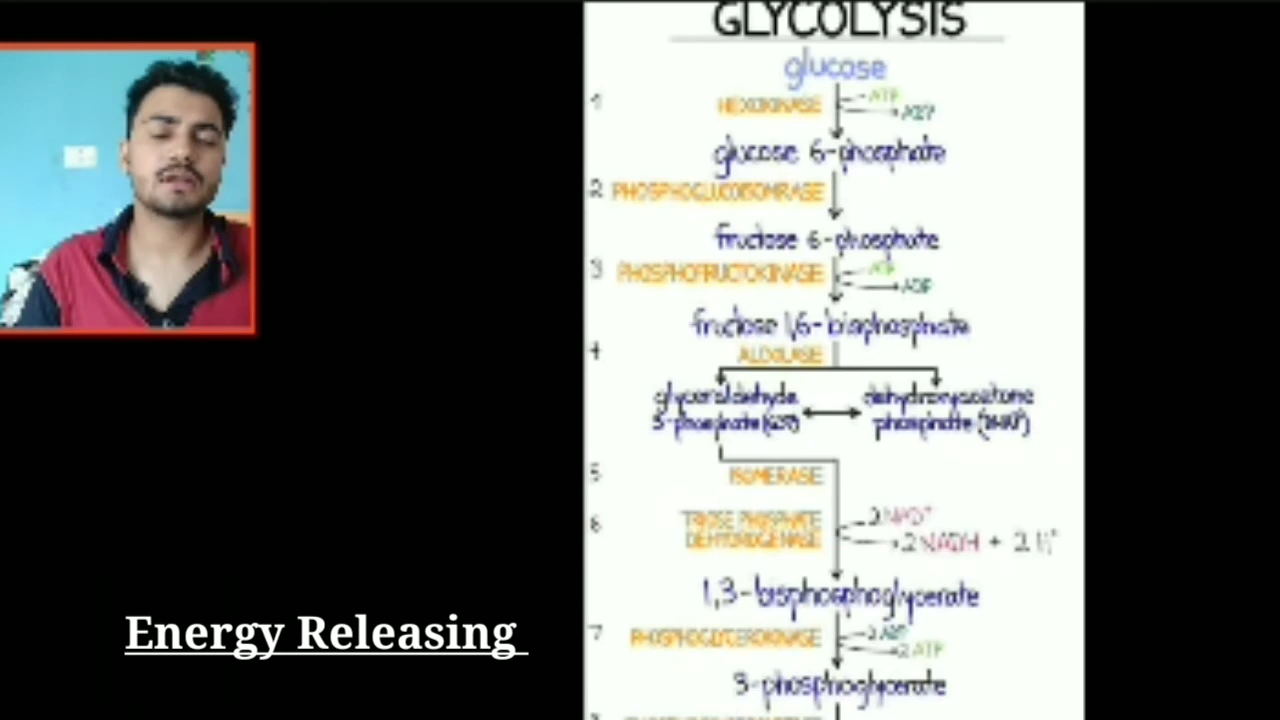 GLYCOLYSIS
glucose
1
HEXOKINASE
ATP
ADP
glucose 6-phosphate
2 PHOSPHOGLUCOISOMRASE
fructose 6-phosphate
3 PHOSPHOFRUCTOKINASE
ATP
ADP
fructose 1,6-bisphosphate
4
ALDOLASE
glyceraldehyde
3-phosphate (G3P)
dehydroxyacetone
phosphate (DHAP)
5
ISOMERASE
6
TRIOSE PHOSPHATE
DEHYDROGENASE
2 NAD+
2 NADH + 2 H+
1,3-bisphosphoglycerate
7 PHOSPHOGLYCEROKINASE
2 ADP
2 ATP
3-phosphoglycerate
Energy Releasing